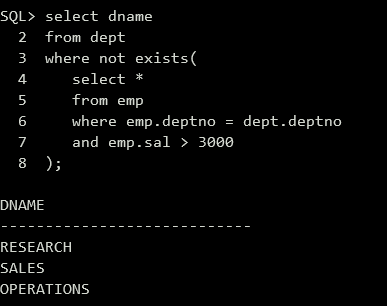 SQL> select dname
  2  from dept
  3  where not exists(
  4     select *
  5     from emp
  6     where emp.deptno = dept.deptno
  7     and emp.sal > 3000
  8  );

DNAME
----------------------------
RESEARCH
SALES
OPERATIONS